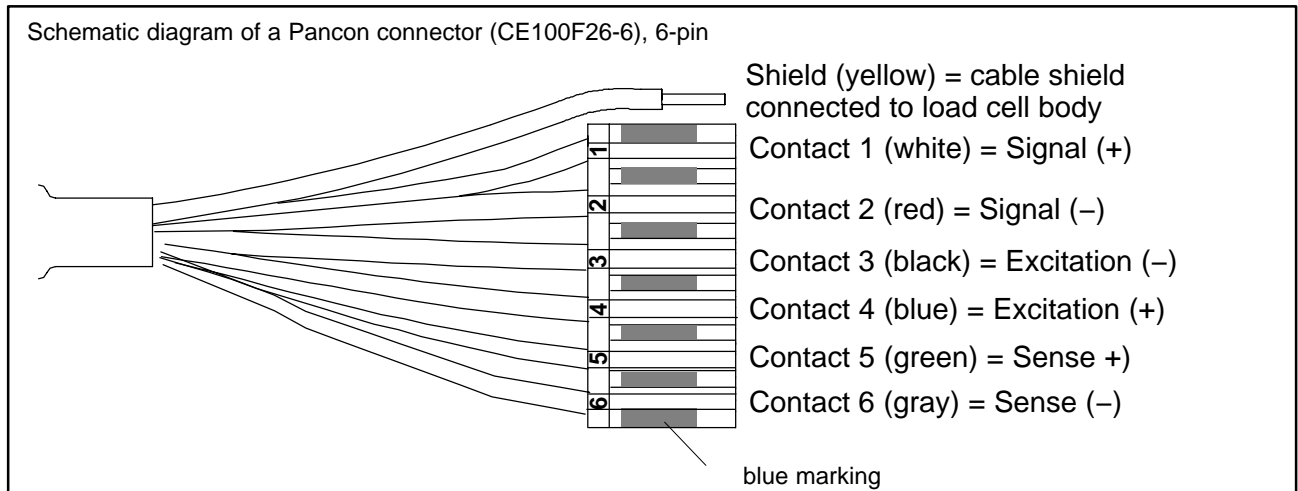 Schematic diagram of a Pancon connector (CE100F26-6), 6-pin
Shield (yellow) = cable shield
connected to load cell body
1
Contact 1 (white) = Signal (+)
2
Contact 2 (red) = Signal (−)
3
Contact 3 (black) = Excitation (−)
4
Contact 4 (blue) = Excitation (+)
5
Contact 5 (green) = Sense +)
6
Contact 6 (gray) = Sense (−)
blue marking